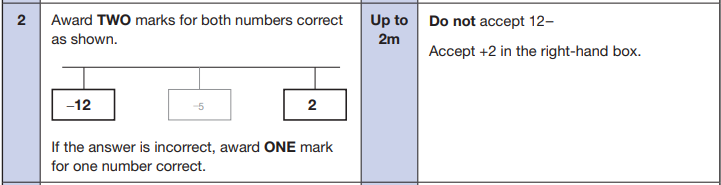 2
Award TWO marks for both numbers correct
as shown.
–12
–5
2
If the answer is incorrect, award ONE mark
for one number correct.
Up to
2m
Do not accept 12–
Accept +2 in the right-hand box.